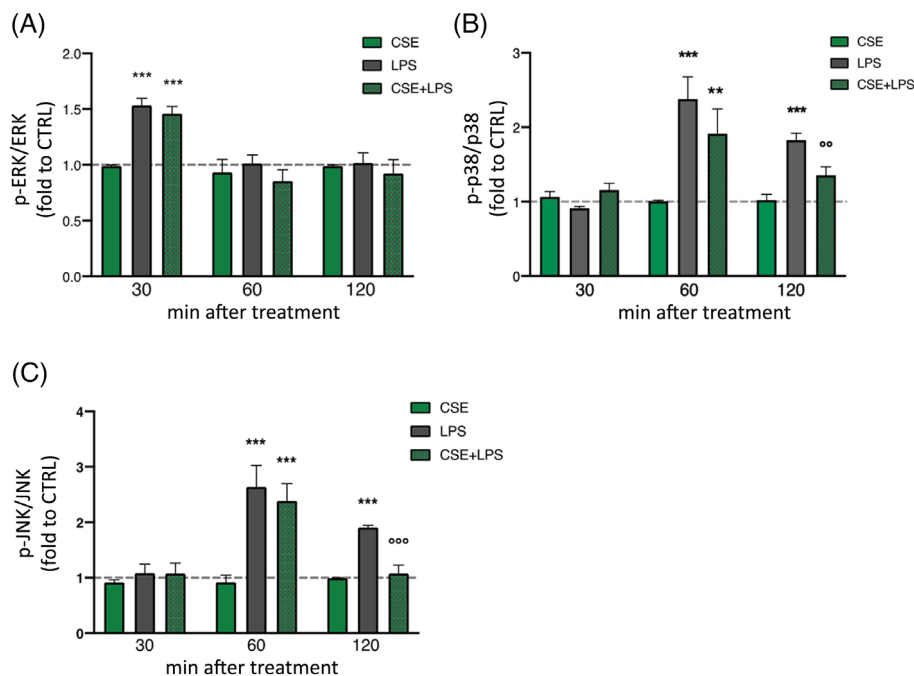 (A)
CSE
LPS
CSE+LPS
p-ERK/ERK
(fold to CTRL)
2.0
1.5
1.0
0.5
0.0
*** ***
30 60 120
min after treatment
(B)
CSE
LPS
CSE+LPS
p-p38/p38
(fold to CTRL)
3
2
1
0
*** ** *** °°
30 60 120
min after treatment
(C)
CSE
LPS
CSE+LPS
p-JNK/JNK
(fold to CTRL)
4
3
2
1
0
*** *** *** °°°
30 60 120
min after treatment